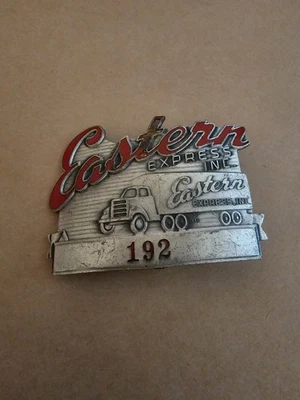 Eastern
EXPRESS
INC.
Eastern
EXPRESS, INC.
192